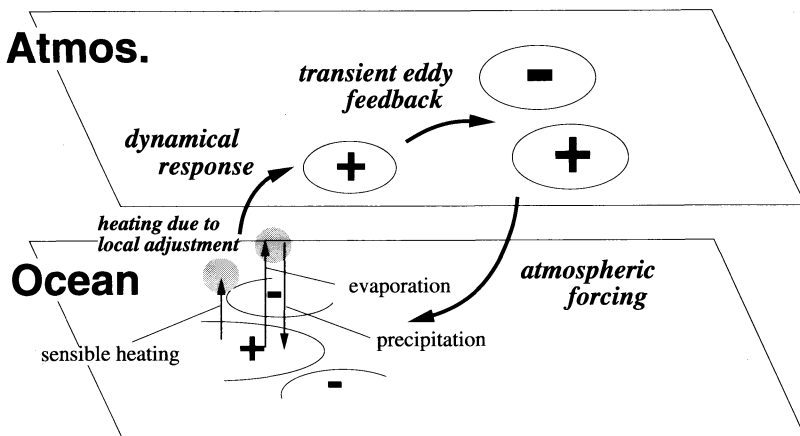 Atmos.
transient eddy
feedback
-
+
dynamical
response
+
heating due to
local adjustment
Ocean
evaporation
-
atmospheric
forcing
precipitation
sensible heating
+
-